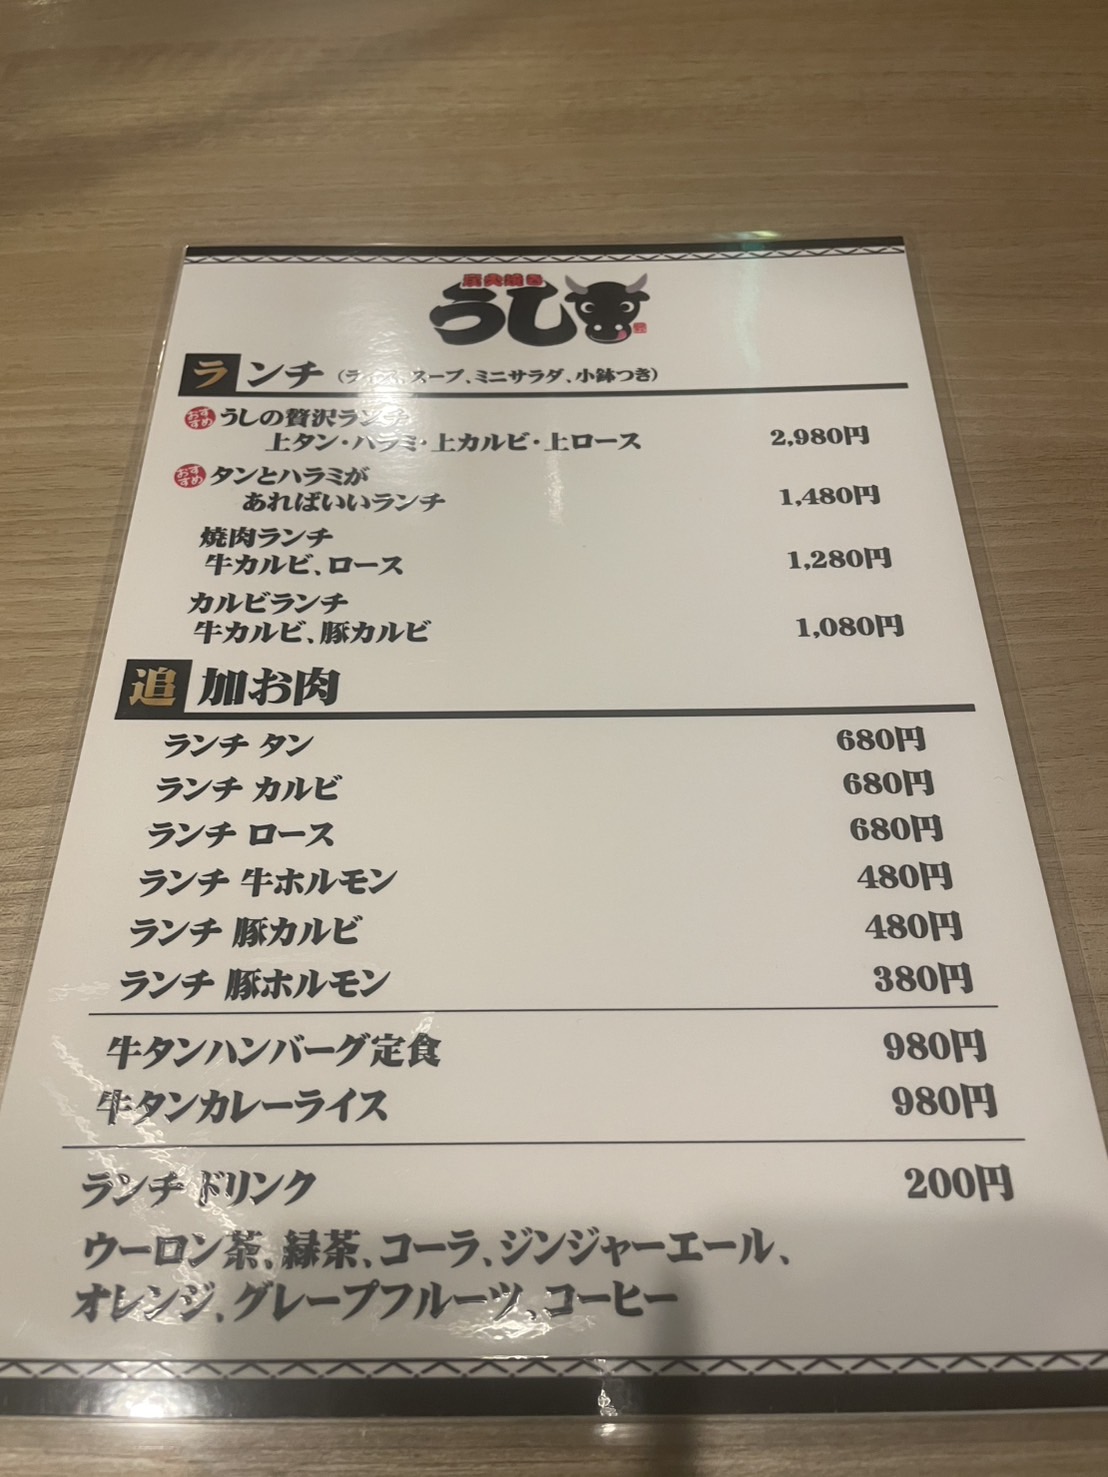 うし
ランチ (ライス、スープ、ミニサラダ、小鉢つき)
おすすめ うしの贅沢ランチ
上タン・ハラミ・上カルビ・上ロース 2,980円
おすすめ タンとハラミが
あればいいランチ 1,480円
焼肉ランチ
牛カルビ、ロース 1,280円
カルビランチ
牛カルビ、豚カルビ 1,080円
追加お肉
ランチ タン 680円
ランチ カルビ 680円
ランチ ロース 680円
ランチ 牛ホルモン 480円
ランチ 豚カルビ 480円
ランチ 豚ホルモン 380円
牛タンハンバーグ定食 980円
牛タンカレーライス 980円
ランチ ドリンク 200円
ウーロン茶、緑茶、コーラ、ジンジャーエール、
オレンジ、グレープフルーツ、コーヒー